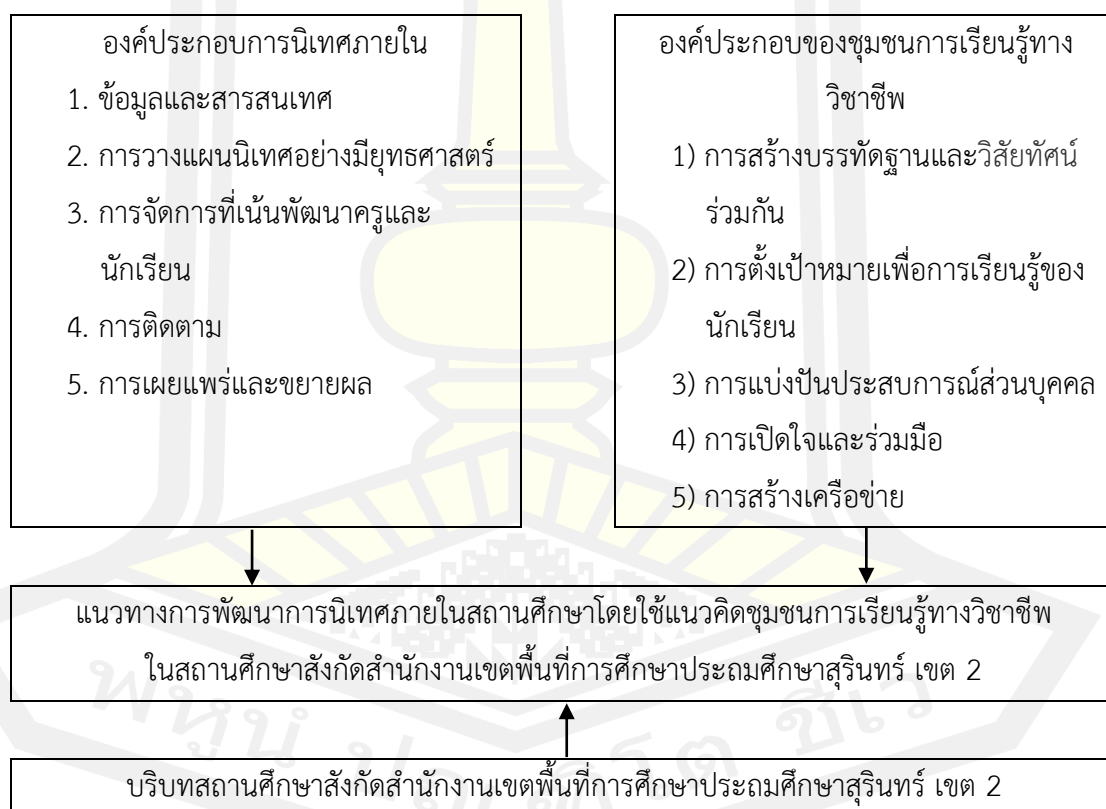 องค์ประกอบการนิเทศภายใน
1. ข้อมูลและสารสนเทศ
2. การวางแผนนิเทศอย่างมียุทธศาสตร์
3. การจัดการที่เน้นพัฒนาครูและ
นักเรียน
4. การติดตาม
5. การเผยแพร่และขยายผล
องค์ประกอบของชุมชนการเรียนรู้ทาง
วิชาชีพ
1) การสร้างบรรทัดฐานและวิสัยทัศน์
ร่วมกัน
2) การตั้งเป้าหมายเพื่อการเรียนรู้ของ
นักเรียน
3) การแบ่งปันประสบการณ์ส่วนบุคคล
4) การเปิดใจและร่วมมือ
5) การสร้างเครือข่าย
แนวทางการพัฒนาการนิเทศภายในสถานศึกษาโดยใช้แนวคิดชุมชนการเรียนรู้ทางวิชาชีพ
ในสถานศึกษาสังกัดสำนักงานเขตพื้นที่การศึกษาประถมศึกษาสุรินทร์ เขต 2
บริบทสถานศึกษาสังกัดสำนักงานเขตพื้นที่การศึกษาประถมศึกษาสุรินทร์ เขต 2